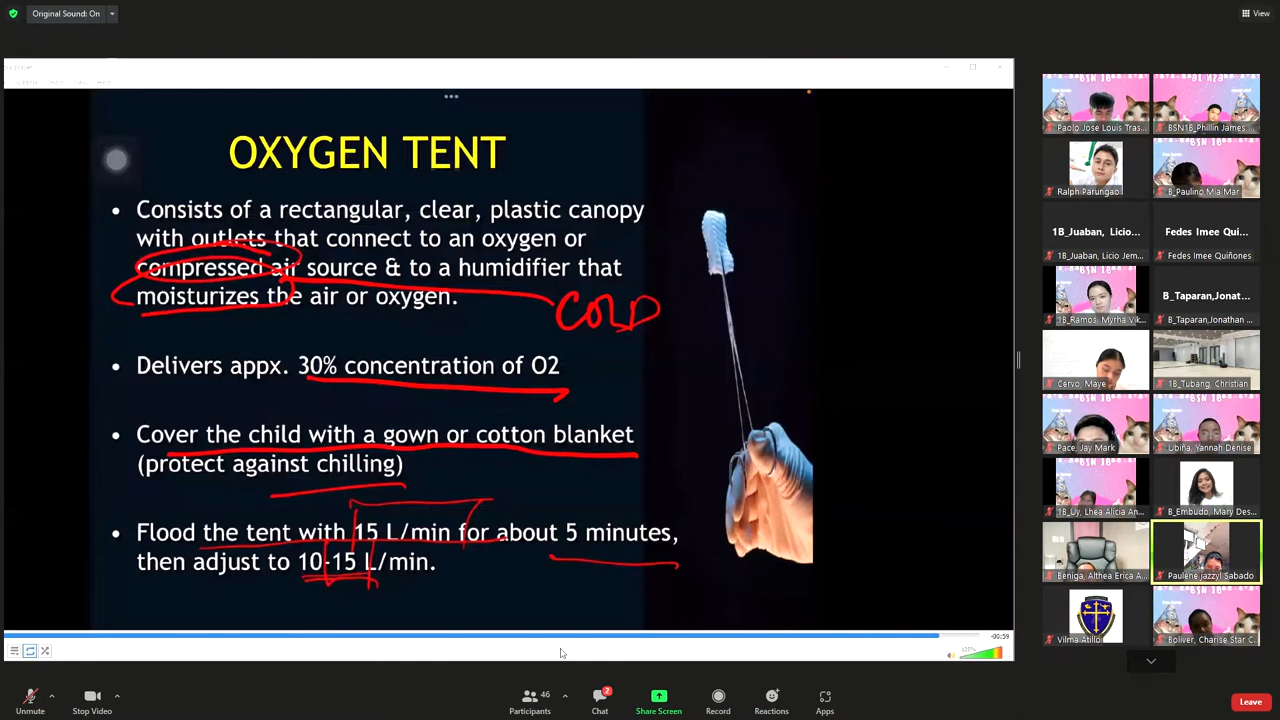 Original Sound: On
View
OXYGEN TENT
• Consists of a rectangular, clear, plastic canopy
with outlets that connect to an oxygen or
compressed air source & to a humidifier that
moisturizes the air or oxygen.
COLD
• Delivers appx. 30% concentration of O2
• Cover the child with a gown or cotton blanket
(protect against chilling)
• Flood the tent with 15 L/min for about 5 minutes,
then adjust to 10-15 L/min.
-00:59
BSN 1B
Paolo Jose Louis Tras...
BSN1B_Phillin James ...
Ralph Parungao
B_Paulino Mia Mar
1B_Juaban, Licio ...
1B_Juaban, Licio Jem...
Fedes Imee Qui...
Fedes Imee Quiñones
1B_Ramos, Myrha Vik...
B_Taparan,Jonat...
B_Taparan,Jonathan ...
Cervo, Maye
1B_Tubang, Christian
Pace, Jay Mark
Ubiña, Yannah Denise
1B_Uy, Lhea Alicia An...
B_Embudo, Mary Des...
Beniga, Althea Erica A...
Paulene jazzyl Sabado
Vilma Atillo
Boliver, Charise Star C...
Unmute
Stop Video
46
Participants
2
Chat
Share Screen
Record
Reactions
Apps
Leave